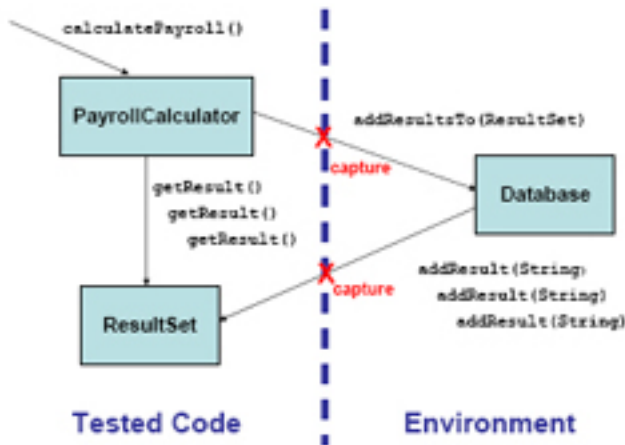 calculatePayroll()
PayrollCalculator
addResultsTo(ResultSet)
capture
getResult()
getResult()
getResult()
Database
addResult(String)
addResult(String)
addResult(String)
capture
ResultSet
Tested Code
Environment